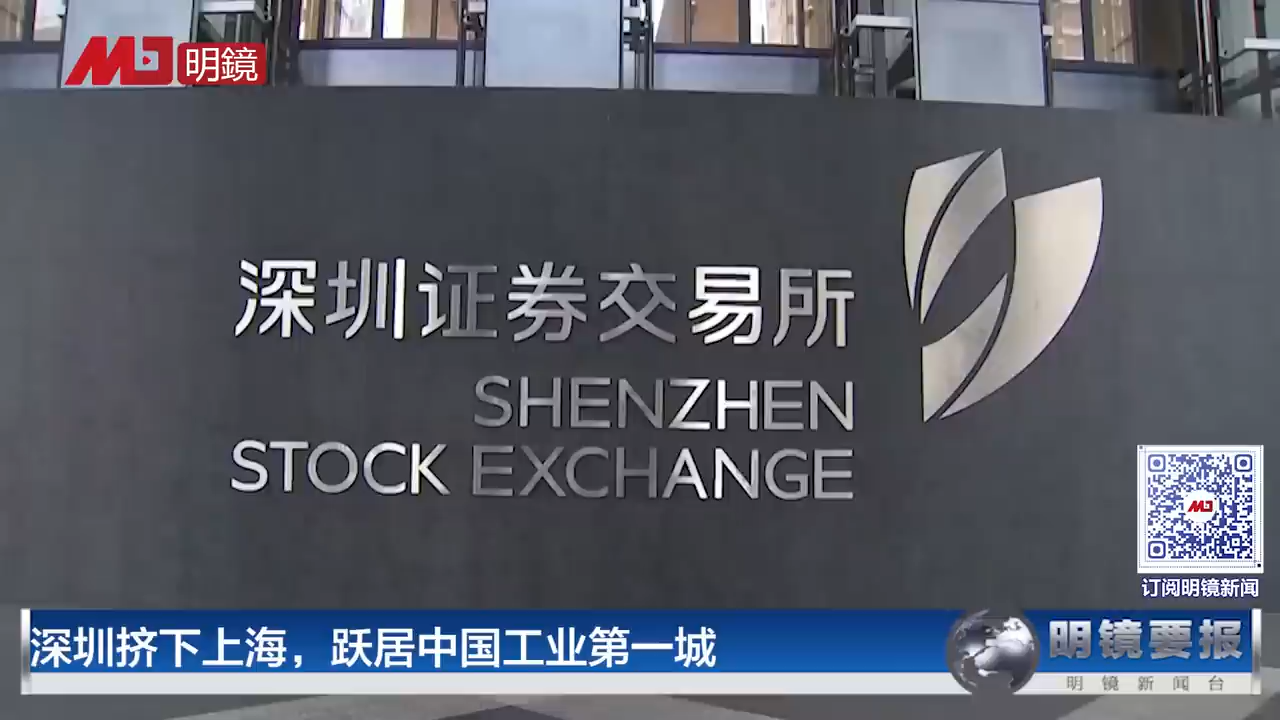 明鏡
深圳证券交易所
SHENZHEN
STOCK EXCHANGE
订阅明镜新闻
深圳挤下上海，跃居中国工业第一城
明镜要报
明 镜 新 闻 台